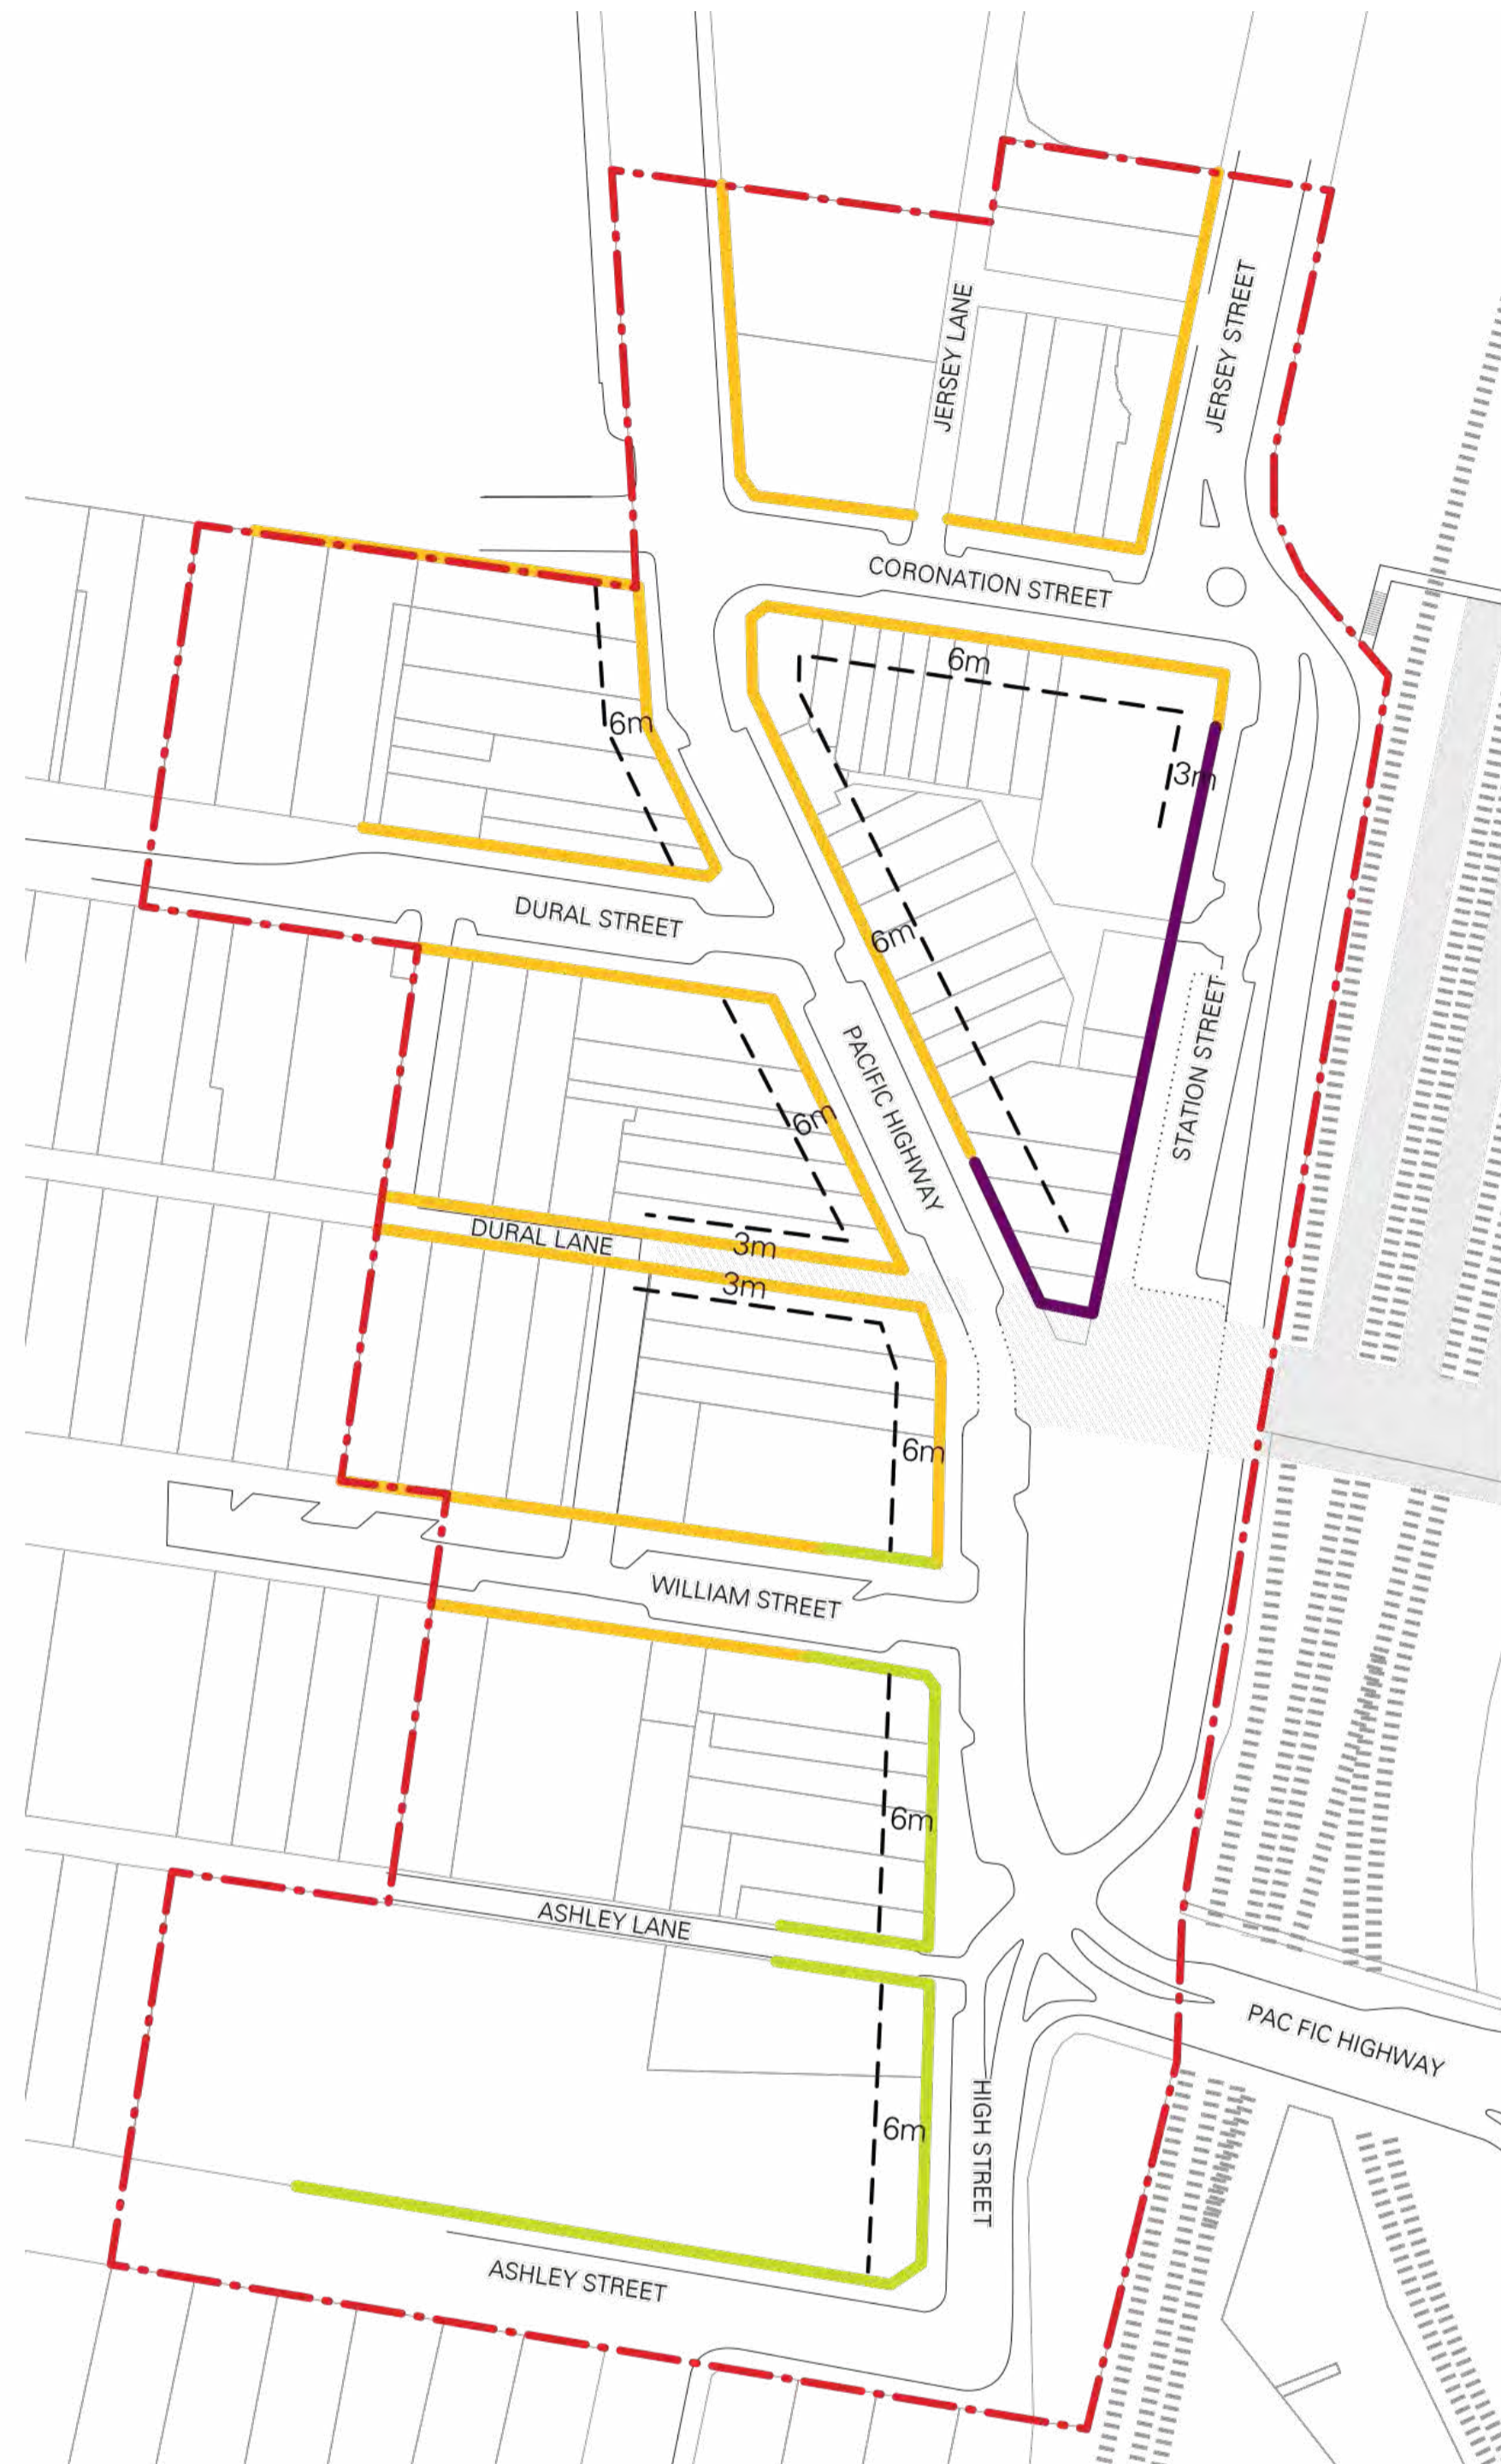 JERSEY LANE
JERSEY STREET
CORONATION STREET
6m
6m
3m
DURAL STREET
6m
PACIFIC HIGHWAY
STATION STREET
6m
DURAL LANE
3m
3m
6m
WILLIAM STREET
6m
ASHLEY LANE
PAC FIC HIGHWAY
HIGH STREET
6m
ASHLEY STREET